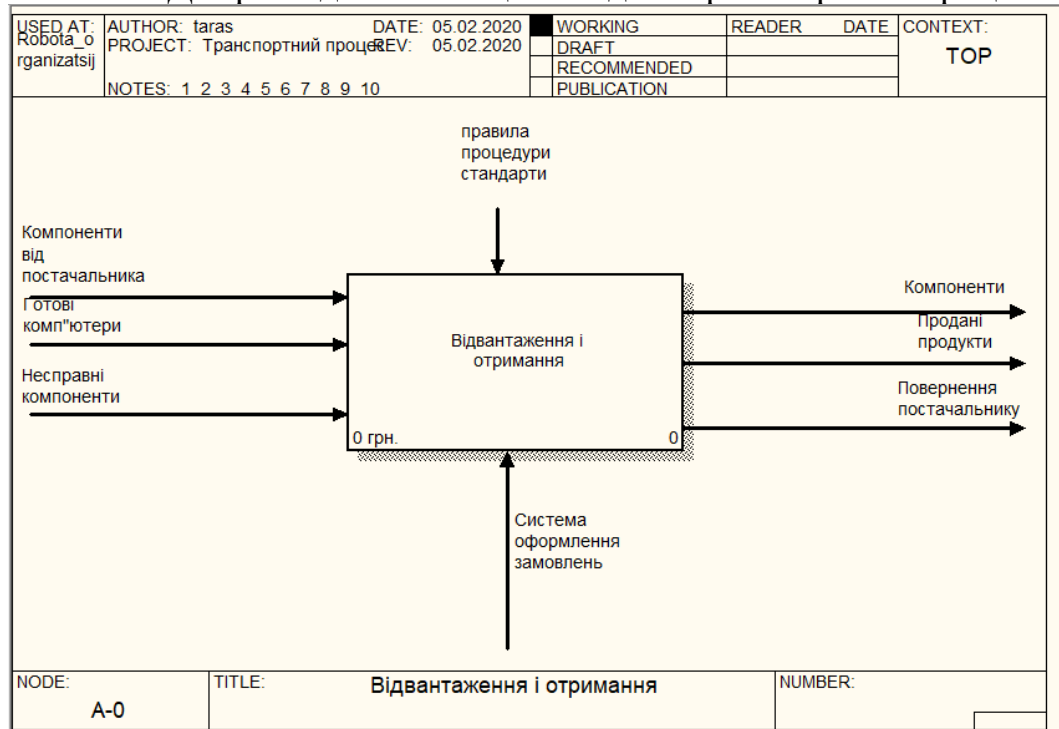 USED AT: AUTHOR: taras DATE: 05.02.2020 WORKING READER DATE CONTEXT:
Robota_o PROJECT: Транспортний процес REV: 05.02.2020 DRAFT TOP
rganizatsij RECOMMENDED
NOTES: 1 2 3 4 5 6 7 8 9 10 PUBLICATION
правила
процедури
стандарти
Компоненти
від
постачальника
Готові
комп"ютери
Несправні
компоненти
Відвантаження і
отримання
0 грн. 0
Компоненти
Продані
продукти
Повернення
постачальнику
Система
оформлення
замовлень
NODE: TITLE: Відвантаження і отримання NUMBER:
A-0